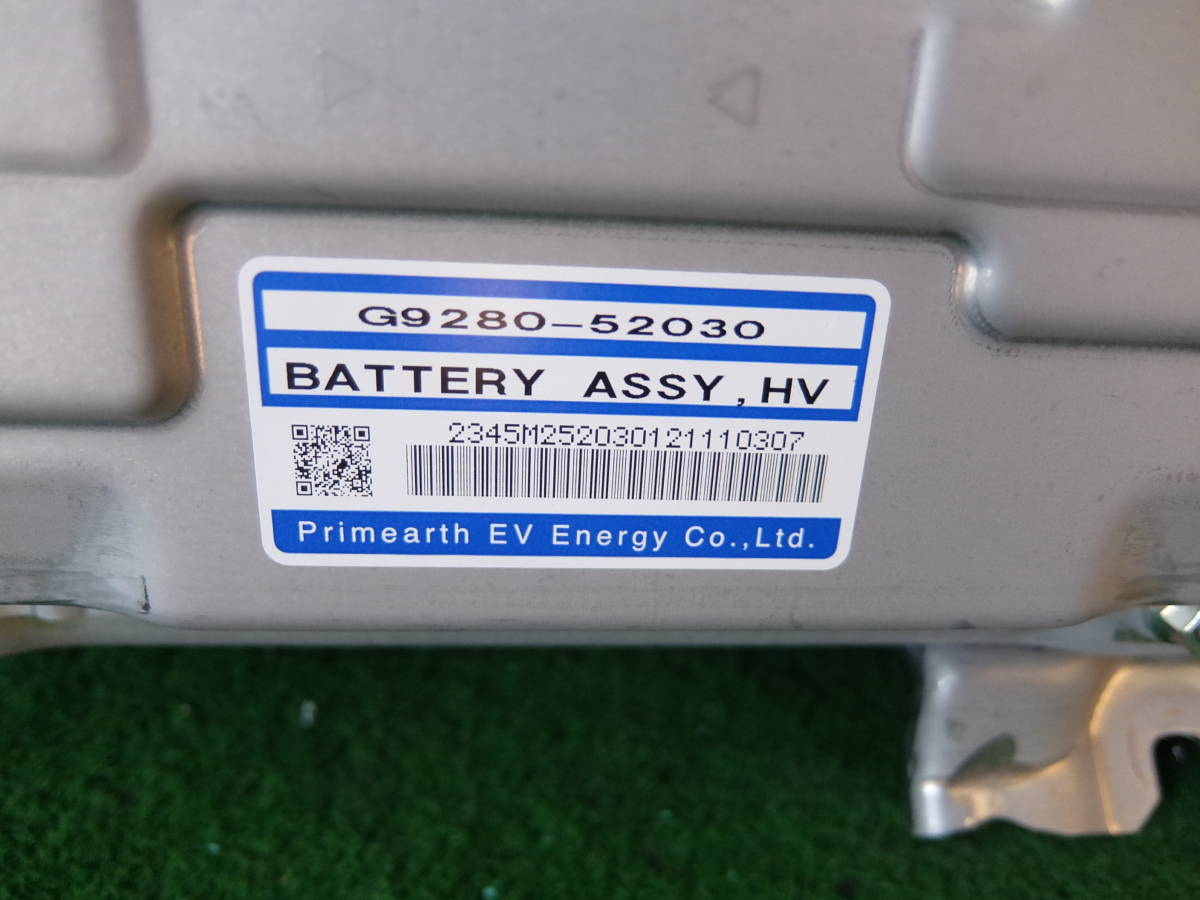 G9280-52030
BATTERY ASSY,HV
2345M252030121110307
Primearth EV Energy Co.,Ltd.